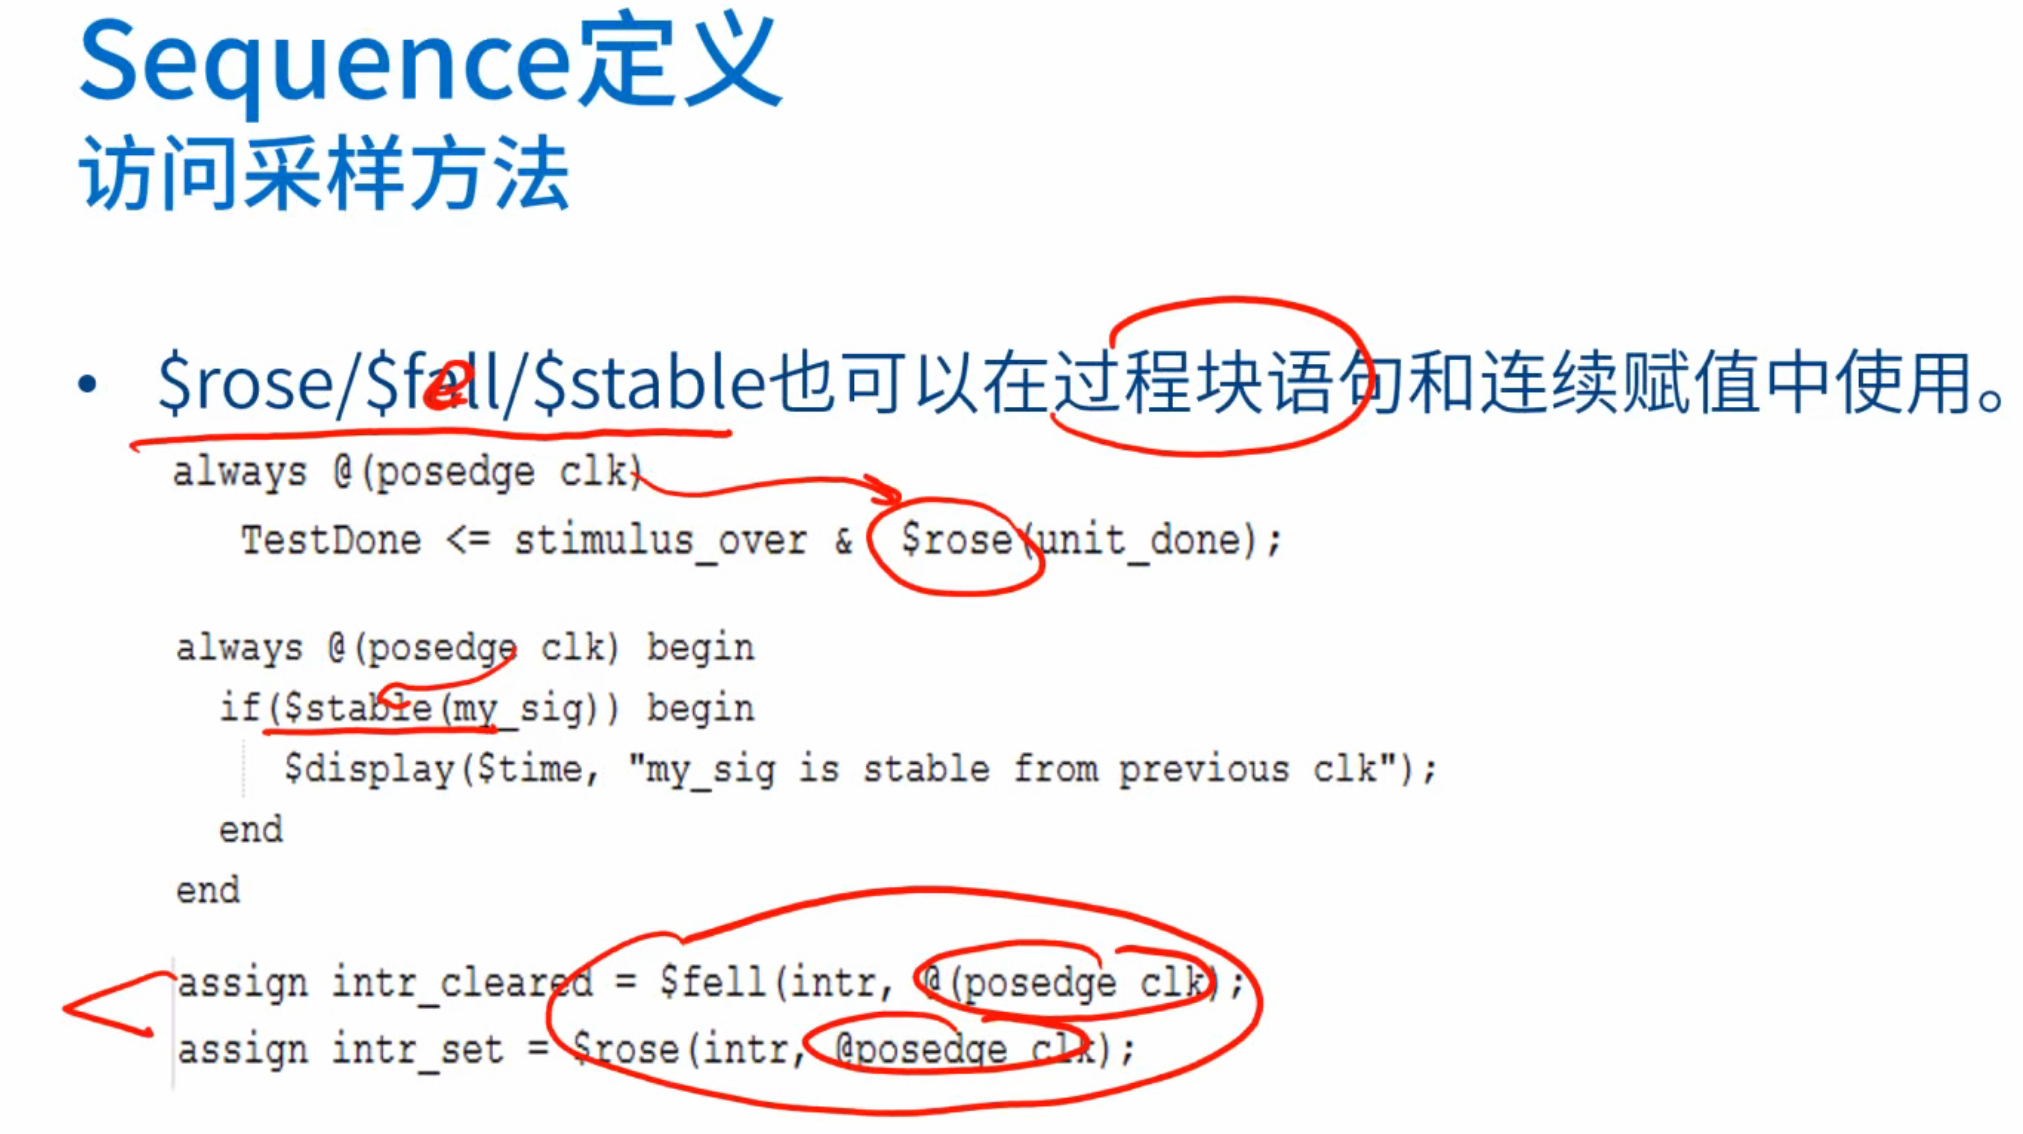 Sequence定义
访问采样方法
• $rose/$fell/$stable也可以在过程块语句和连续赋值中使用。
always @(posedge clk)
TestDone <= stimulus_over & $rose(unit_done);
always @(posedge clk) begin
if($stable(my_sig)) begin
$display($time, "my_sig is stable from previous clk");
end
end
assign intr_cleared = $fell(intr, @(posedge clk);
assign intr_set = $rose(intr, @posedge clk);